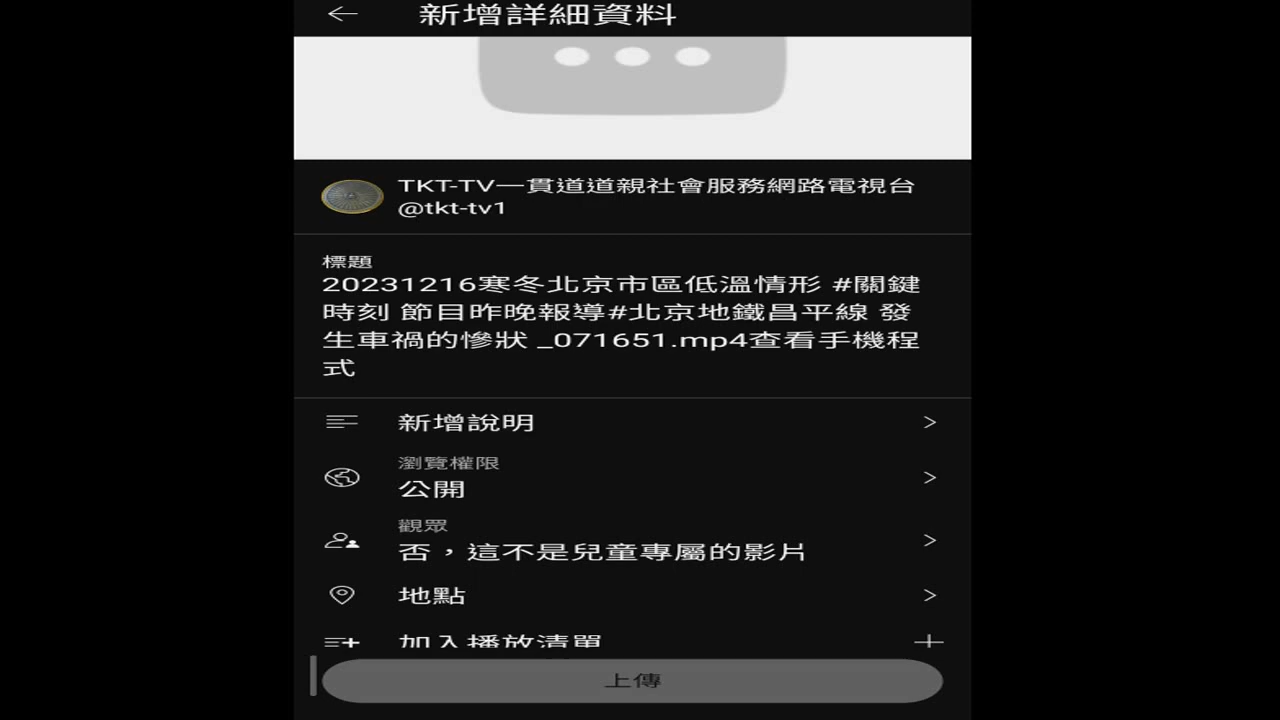 新增詳細資料
TKT-TV一貫道道親社會服務網路電視台
@tkt-tv1
標題
20231216寒冬北京市區低溫情形 #關鍵
時刻 節目昨晚報導#北京地鐵昌平線 發
生車禍的慘狀 _071651.mp4查看手機程
式
新增說明
瀏覽權限
公開
觀眾
否，這不是兒童專屬的影片
地點
加入播放清單
上傳